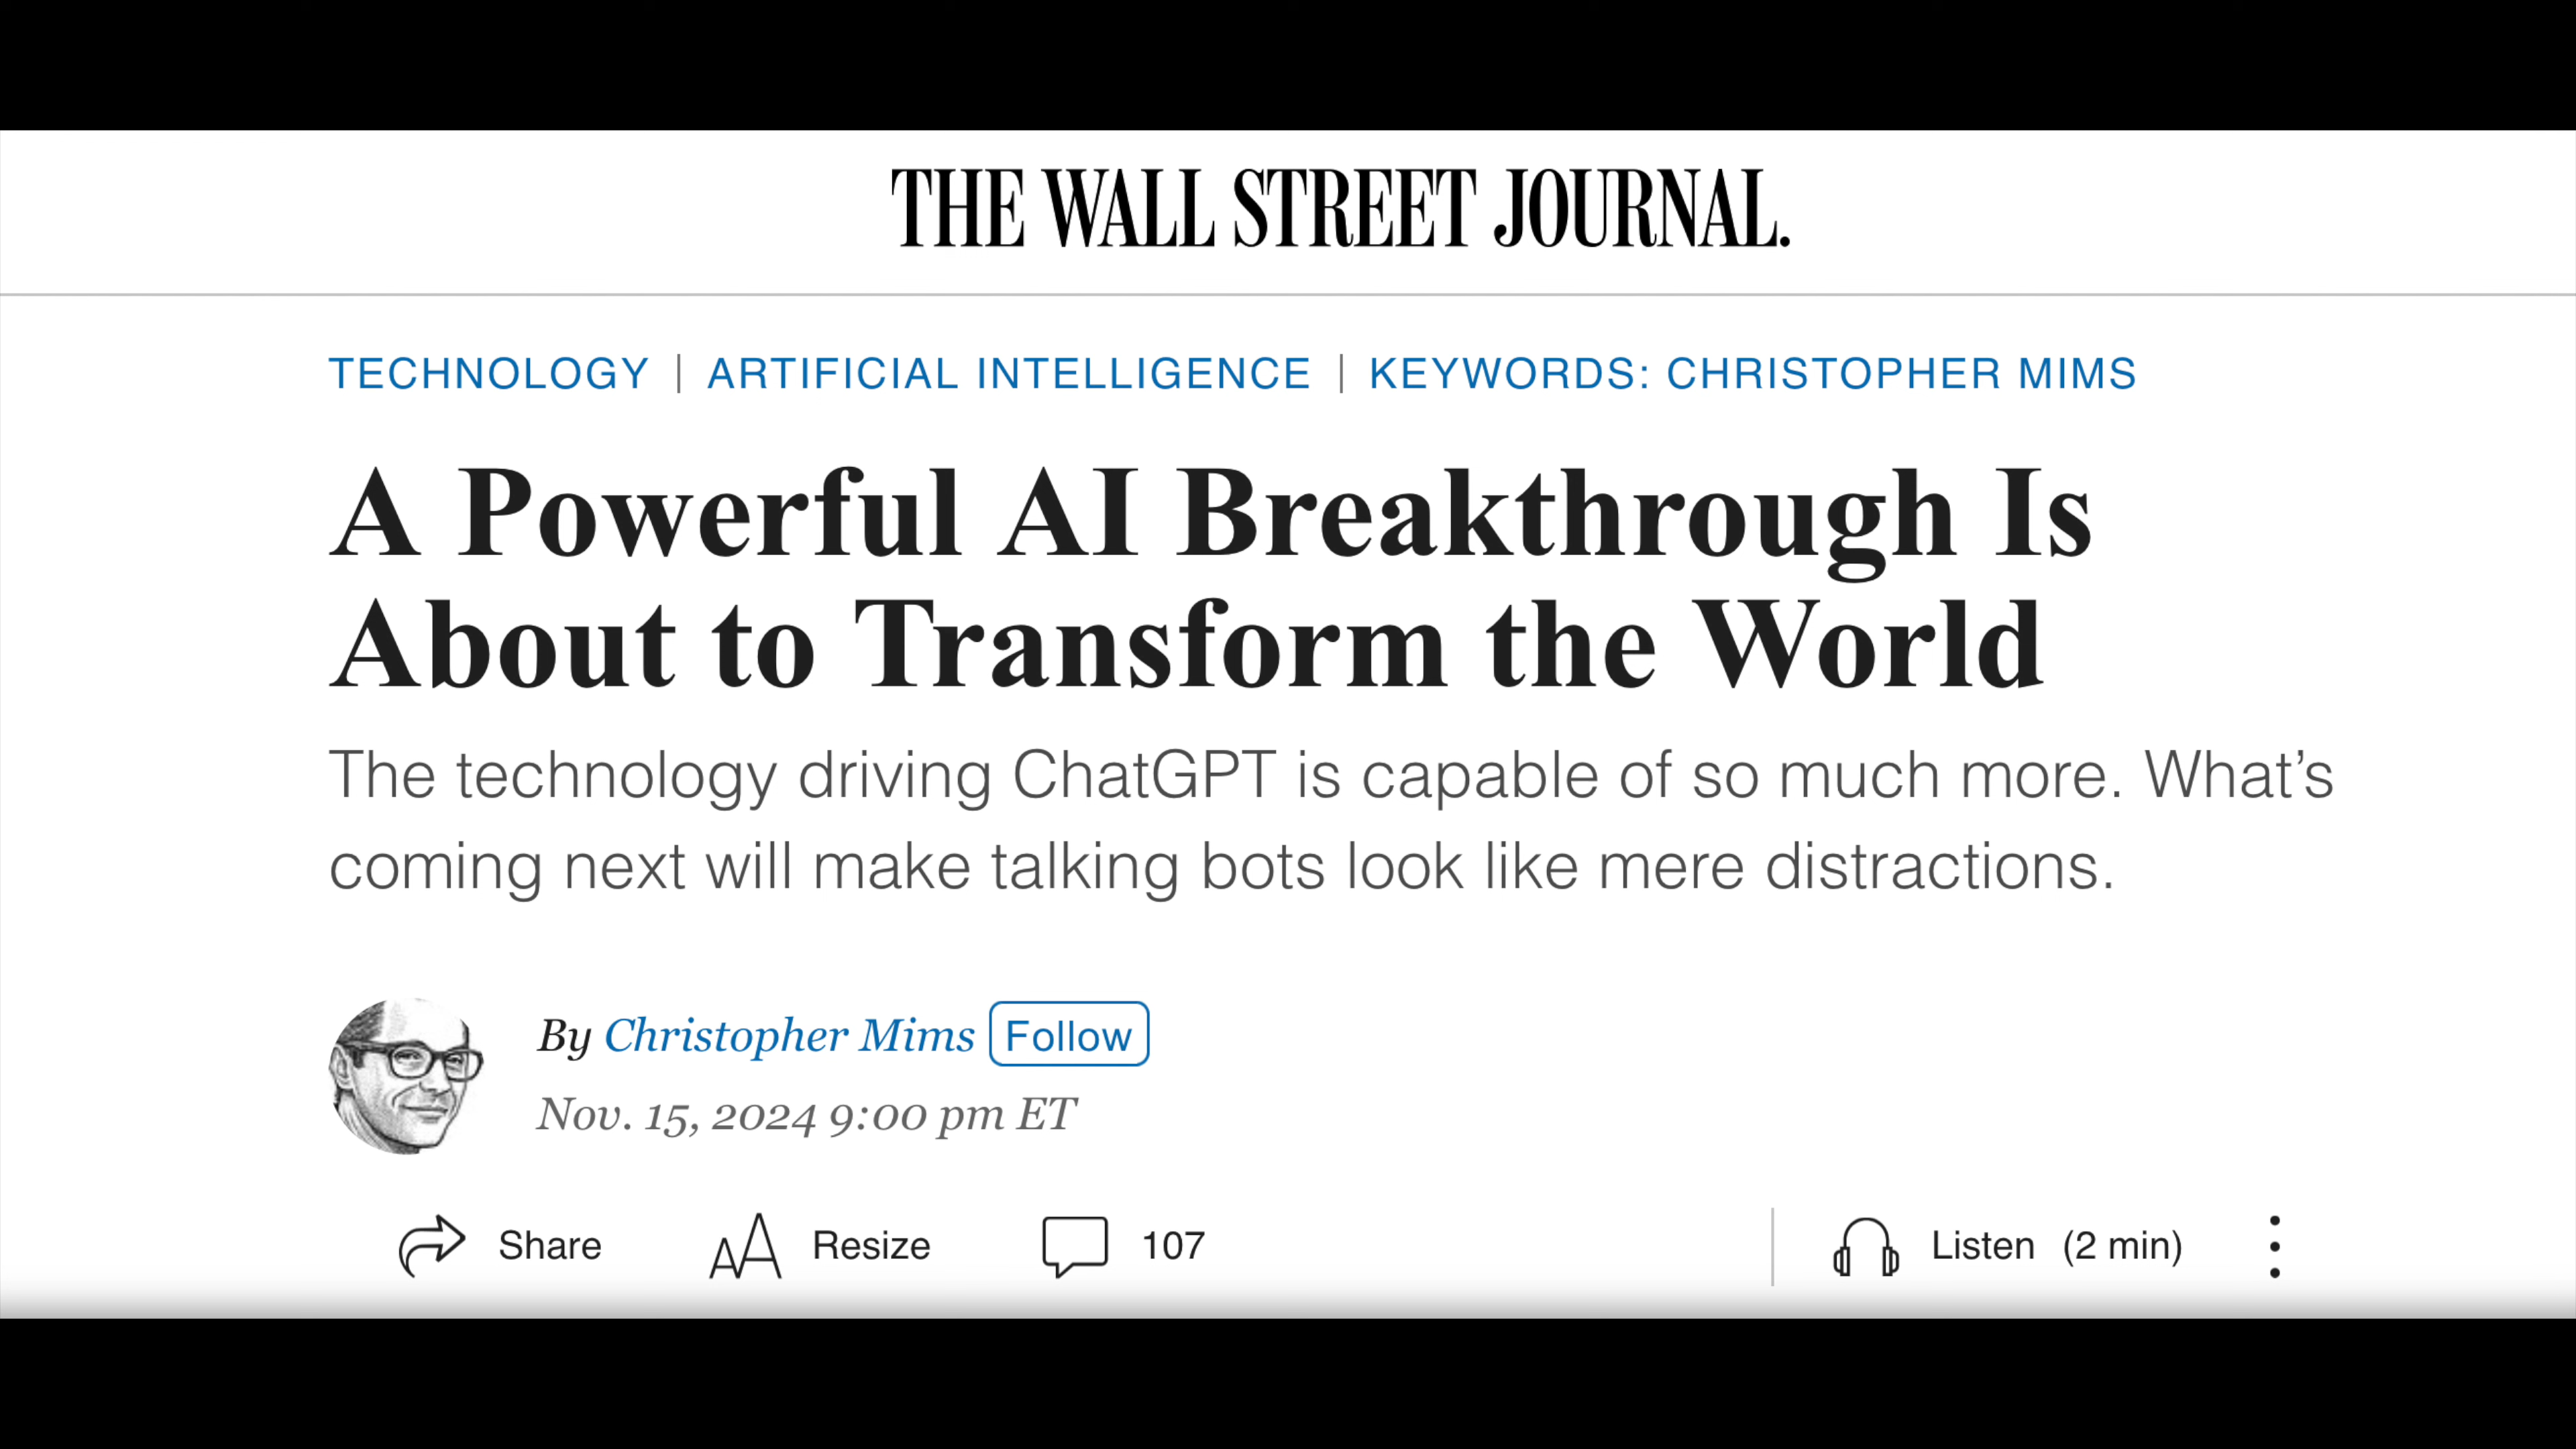 THE WALL STREET JOURNAL.
TECHNOLOGY | ARTIFICIAL INTELLIGENCE | KEYWORDS: CHRISTOPHER MIMS
A Powerful AI Breakthrough Is
About to Transform the World
The technology driving ChatGPT is capable of so much more. What’s
coming next will make talking bots look like mere distractions.
By Christopher Mims Follow
Nov. 15, 2024 9:00 pm ET
Share AA Resize 107 Listen (2 min)